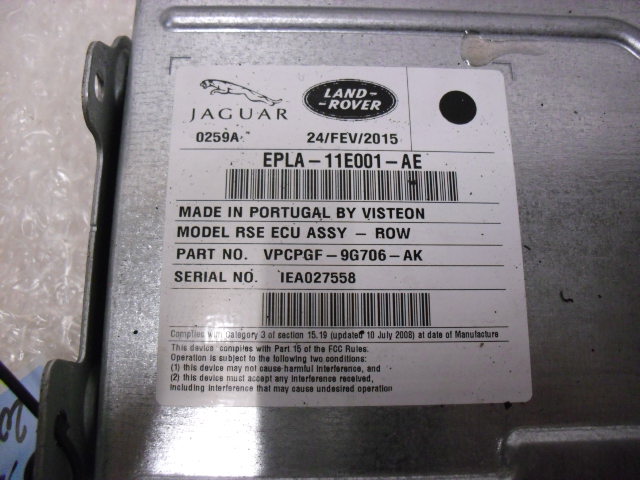 JAGUAR
LAND-
-ROVER
0259A
24/FEV/2015
EPLA-11E001-AE
MADE IN PORTUGAL BY VISTEON
MODEL RSE ECU ASSY - ROW
PART NO. VPCPGF-9G706-AK
SERIAL NO. IEA027558
Complied with Category 3 of section 15.19 (updated 10 July 2008) at date of Manufacture
This device complies with Part 15 of the FCC Rules.
Operation is subject to the following two conditions:
(1) this device may not cause harmful interference, and
(2) this device must accept any interference received,
including interference that may cause undesired operation